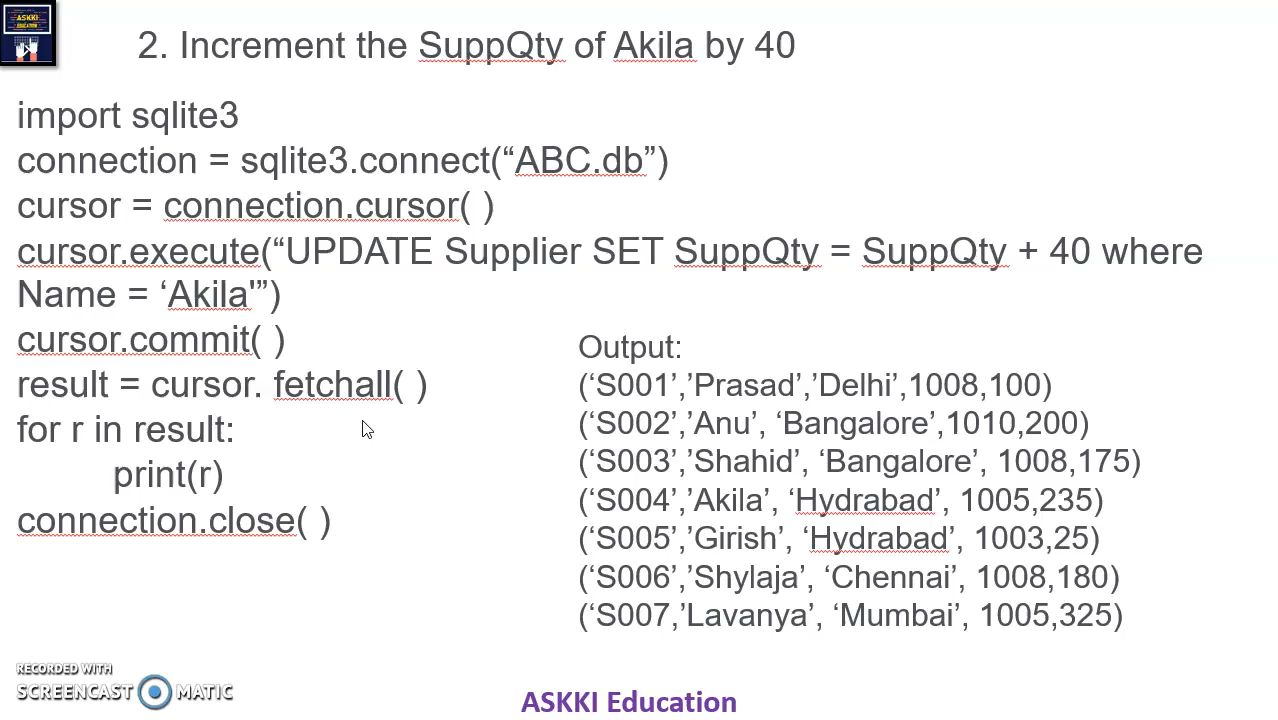 ASKKI
EDUCATION
2. Increment the SuppQty of Akila by 40
import sqlite3
connection = sqlite3.connect(“ABC.db”)
cursor = connection.cursor( )
cursor.execute(“UPDATE Supplier SET SuppQty = SuppQty + 40 where
Name = ‘Akila'”)
cursor.commit( )
result = cursor. fetchall( )
for r in result:
print(r)
connection.close( )
Output:
(‘S001’,’Prasad’,’Delhi’,1008,100)
(‘S002’,’Anu’, ‘Bangalore’,1010,200)
(‘S003’,’Shahid’, ‘Bangalore’, 1008,175)
(‘S004’,’Akila’, ‘Hydrabad’, 1005,235)
(‘S005’,’Girish’, ‘Hydrabad’, 1003,25)
(‘S006’,’Shylaja’, ‘Chennai’, 1008,180)
(‘S007,’Lavanya’, ‘Mumbai’, 1005,325)
RECORDED WITH
SCREENCAST MATIC
ASKKI Education